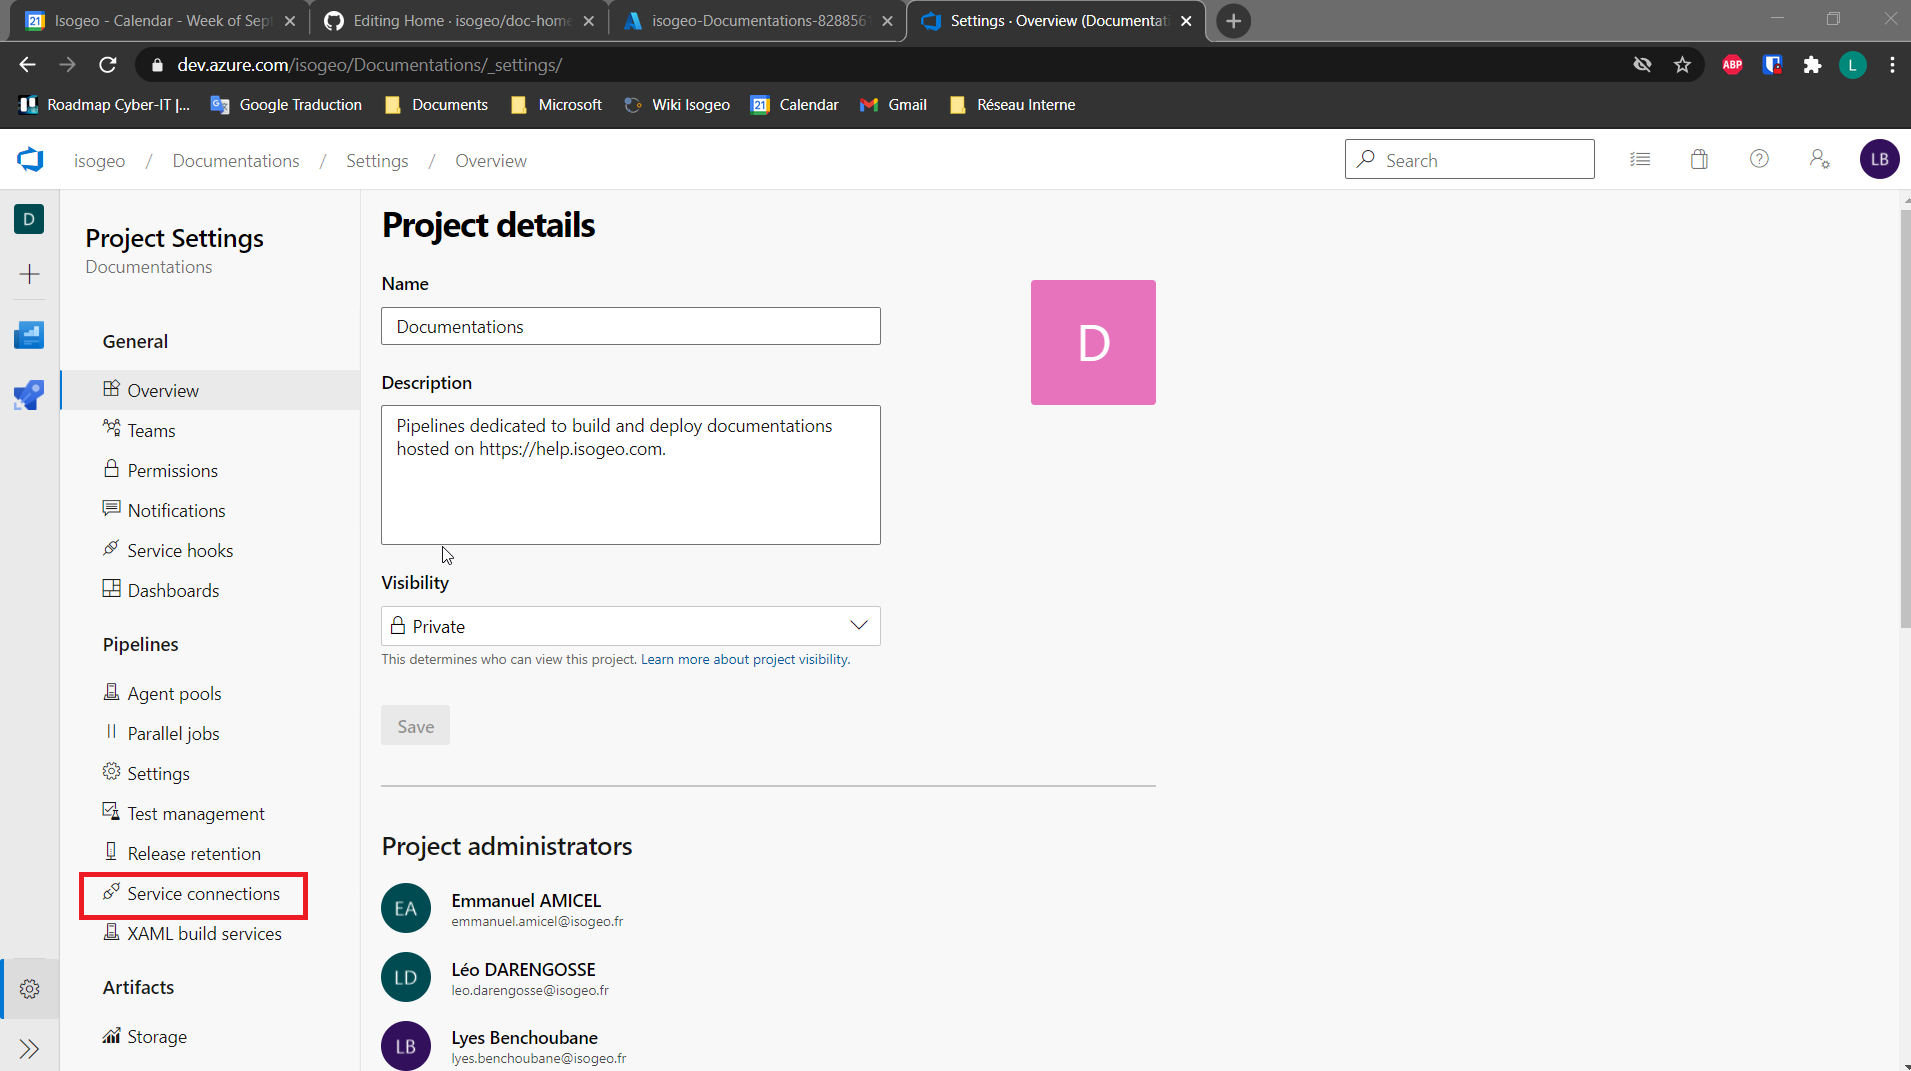 Isogeo - Calendar - Week of Sept
Editing Home · isogeo/doc-home
isogeo-Documentations-8288561
Settings · Overview (Documentati
dev.azure.com/isogeo/Documentations/_settings/
ABP
L
Roadmap Cyber-IT |...
Google Traduction
Documents
Microsoft
Wiki Isogeo
21
Calendar
Gmail
Réseau Interne
isogeo / Documentations / Settings / Overview
Search
LB
D
Project Settings
Documentations
General
Overview
Teams
Permissions
Notifications
Service hooks
Dashboards
Pipelines
Agent pools
Parallel jobs
Settings
Test management
Release retention
Service connections
XAML build services
Artifacts
Storage
Project details
Name
Documentations
D
Description
Pipelines dedicated to build and deploy documentations
hosted on https://help.isogeo.com.
Visibility
Private
This determines who can view this project. Learn more about project visibility.
Save
Project administrators
EA
Emmanuel AMICEL
emmanuel.amicel@isogeo.fr
LD
Léo DARENGOSSE
leo.darengosse@isogeo.fr
LB
Lyes Benchoubane
lyes.benchoubane@isogeo.fr